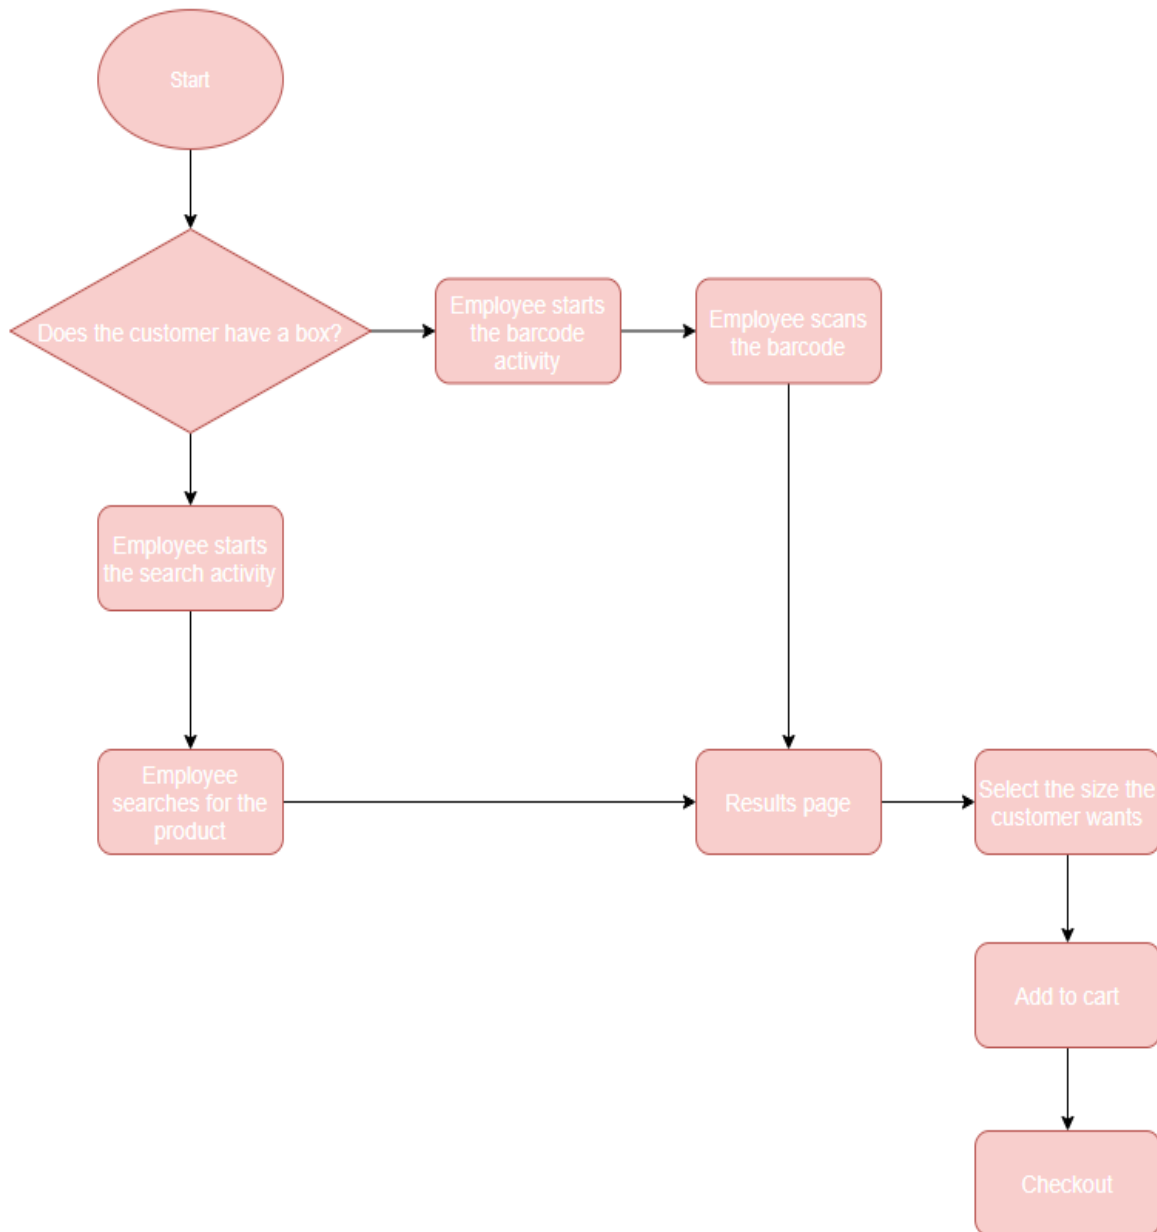 Start
Does the customer have a box?
Employee starts
the barcode
activity
Employee scans
the barcode
Employee starts
the search activity
Employee
searches for the
product
Results page
Select the size the
customer wants
Add to cart
Checkout